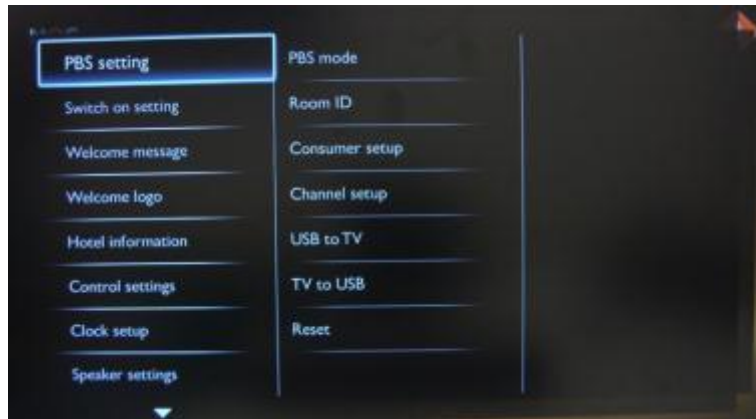 PBS setting
Switch on setting
Welcome message
Welcome logo
Hotel information
Control settings
Clock setup
Speaker settings
PBS mode
Room ID
Consumer setup
Channel setup
USB to TV
TV to USB
Reset